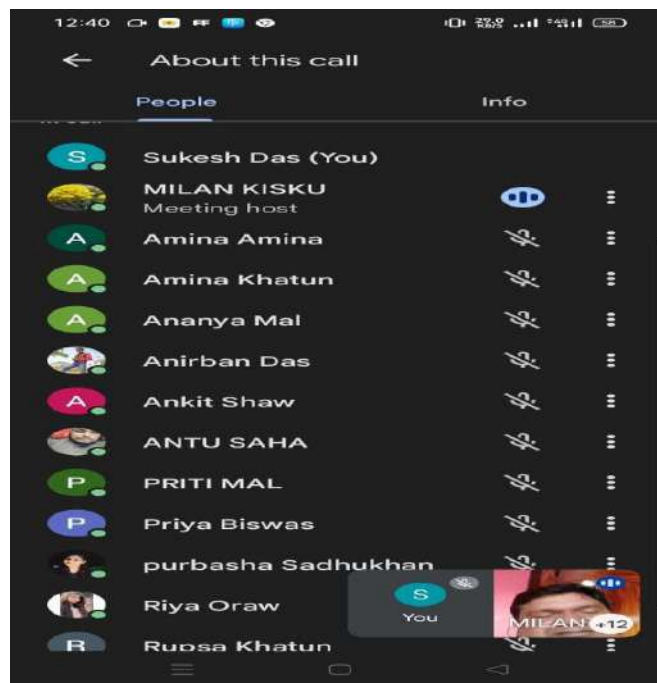 12:40
About this call
People
Info
Sukesh Das (You)
MILAN KISKU
Meeting host
A Amina Amina
A Amina Khatun
A Ananya Mal
Anirban Das
A Ankit Shaw
ANTU SAHA
P PRITI MAL
P Priya Biswas
purbasha Sadhukhan
Riya Oraw
S
You
MILAN +12
R Rupsa Khatun